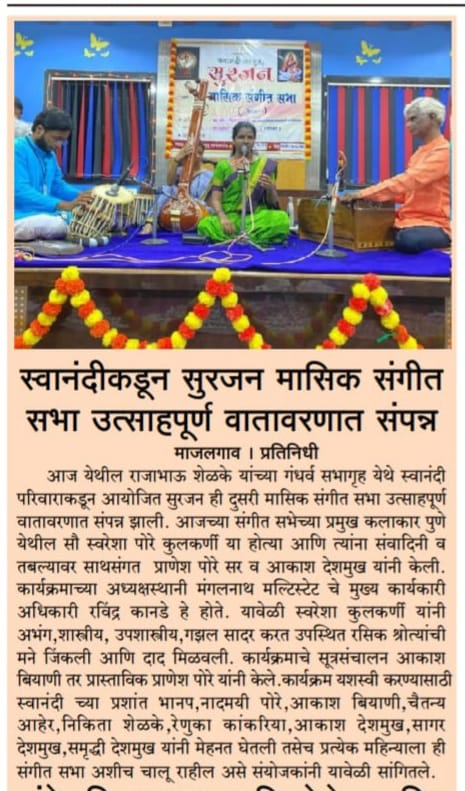 सुरजन
मासिक संगीत सभा
स्वानंदीकडून सुरजन मासिक संगीत
सभा उत्साहपूर्ण वातावरणात संपन्न
माजलगाव । प्रतिनिधी
आज येथील राजाभाऊ शेळके यांच्या गंधर्व सभागृह येथे स्वानंदी
परिवाराकडून आयोजित सुरजन ही दुसरी मासिक संगीत सभा उत्साहपूर्ण
वातावरणात संपन्न झाली. आजच्या संगीत सभेच्या प्रमुख कलाकार पुणे
येथील सौ स्वरेशा पोरे कुलकर्णी या होत्या आणि त्यांना संवादिनी व
तबल्यावर साथसंगत प्राणेश पोरे सर व आकाश देशमुख यांनी केली.
कार्यक्रमाच्या अध्यक्षस्थानी मंगलनाथ मल्टिस्टेट चे मुख्य कार्यकारी
अधिकारी रविंद्र कानडे हे होते. यावेळी स्वरेशा कुलकर्णी यांनी
अभंग,शास्त्रीय, उपशास्त्रीय,गझल सादर करत उपस्थित रसिक श्रोत्यांची
मने जिंकली आणि दाद मिळवली. कार्यक्रमाचे सूत्रसंचालन आकाश
बियाणी तर प्रास्ताविक प्राणेश पोरे यांनी केले.कार्यक्रम यशस्वी करण्यासाठी
स्वानंदी च्या प्रशांत भानप,नादमयी पोरे,आकाश बियाणी,चैतन्य
आहेर,निकिता शेळके,रेणुका कांकरिया,आकाश देशमुख,सागर
देशमुख,समृद्धी देशमुख यांनी मेहनत घेतली तसेच प्रत्येक महिन्याला ही
संगीत सभा अशीच चालू राहील असे संयोजकांनी यावेळी सांगितले.